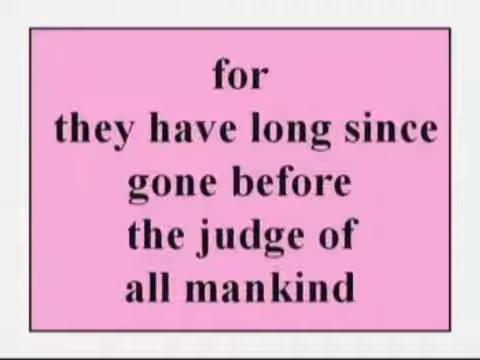 for
they have long since
gone before
the judge of
all mankind